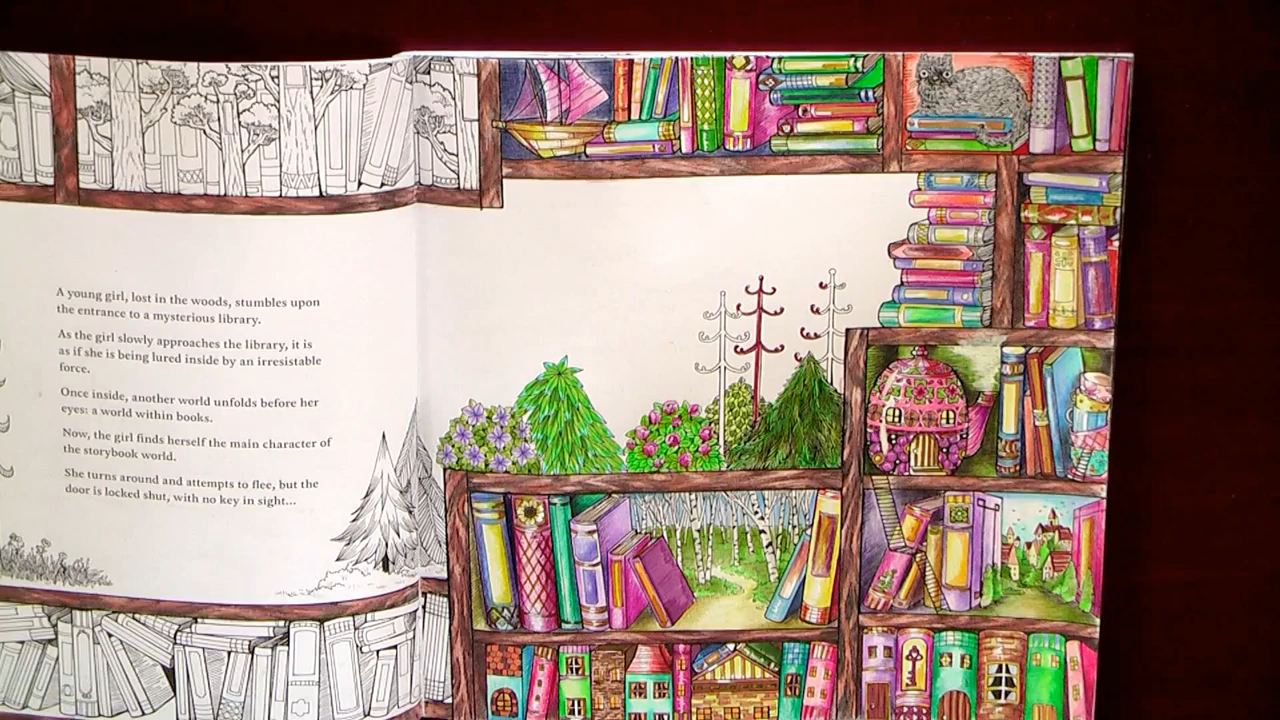 A young girl, lost in the woods, stumbles upon
the entrance to a mysterious library.
As the girl slowly approaches the library, it is
as if she is being lured inside by an irresistable
force.
Once inside, another world unfolds before her
eyes: a world within books.
Now, the girl finds herself the main character of
the storybook world.
She turns around and attempts to flee, but the
door is locked shut, with no key in sight...